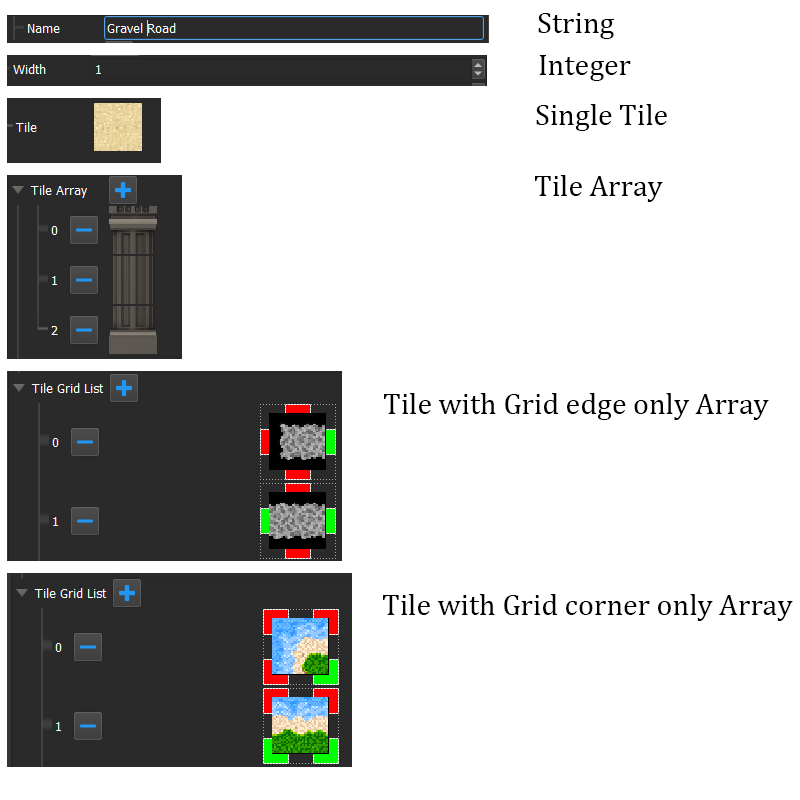 Name Gravel Road String
Width 1 Integer
Tile Single Tile
Tile Array Tile Array
0
1
2
Tile Grid List
Tile with Grid edge only Array
0
1
Tile Grid List
Tile with Grid corner only Array
0
1